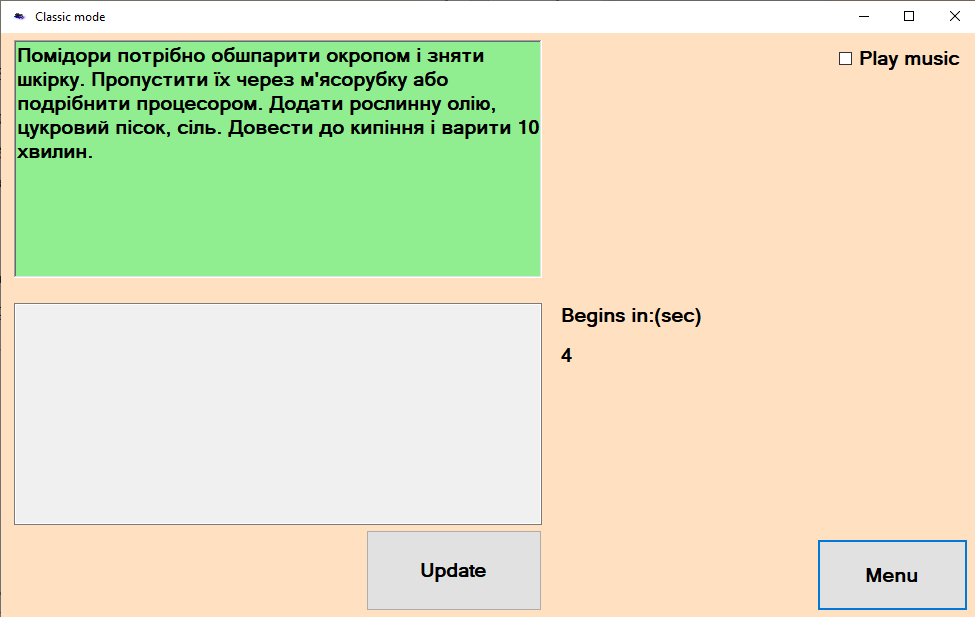 Classic mode
Помідори потрібно обшпарити окропом і зняти
шкірку. Пропустити їх через м'ясорубку або
подрібнити процесором. Додати рослинну олію,
цукровий пісок, сіль. Довести до кипіння і варити 10
хвилин.
Play music
Begins in:(sec)
4
Update
Menu